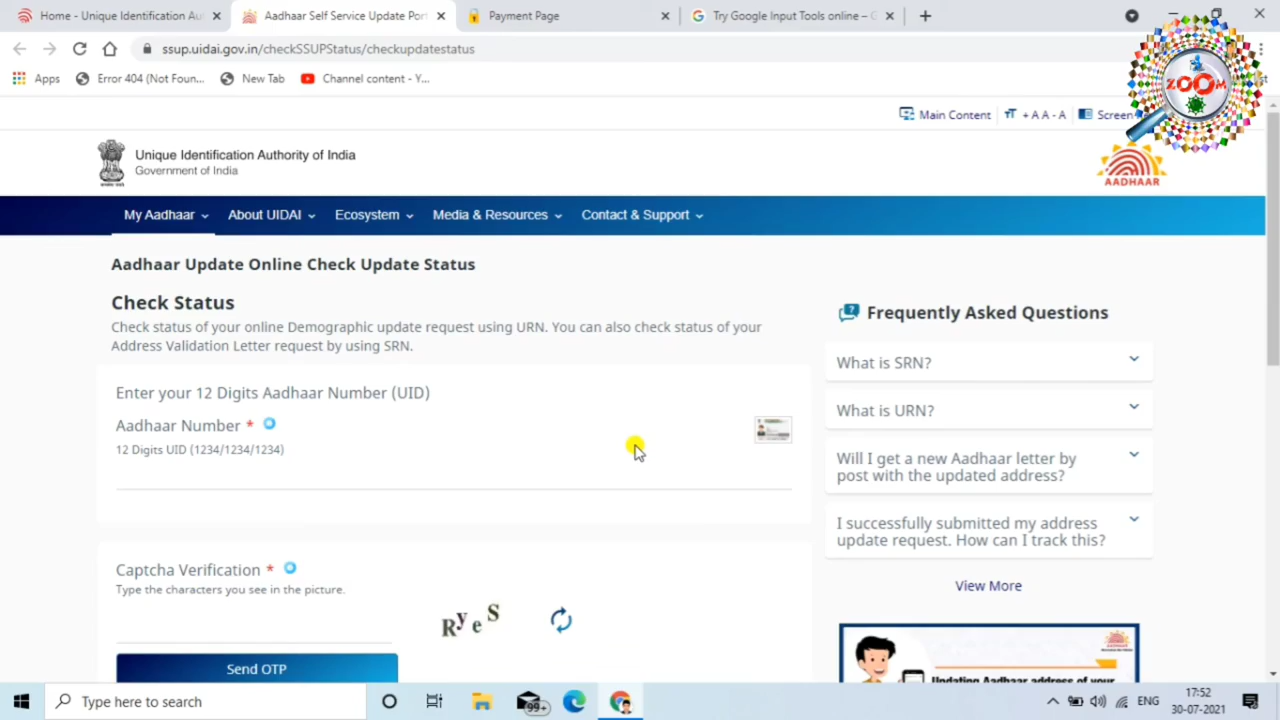 Home - Unique Identification Au
Aadhaar Self Service Update Port
Payment Page
Try Google Input Tools online – G
ssup.uidai.gov.in/checkSSUPStatus/checkupdatestatus
Apps
Error 404 (Not Foun...
New Tab
Channel content - Y...
ZOOM
Main Content
+ A A - A
Screen
Unique Identification Authority of India
Government of India
AADHAAR
My Aadhaar
About UIDAI
Ecosystem
Media & Resources
Contact & Support
Aadhaar Update Online Check Update Status
Check Status
Check status of your online Demographic update request using URN. You can also check status of your
Address Validation Letter request by using SRN.
Enter your 12 Digits Aadhaar Number (UID)
Aadhaar Number *
12 Digits UID (1234/1234/1234)
Captcha Verification *
Type the characters you see in the picture.
RyeS
Send OTP
Frequently Asked Questions
What is SRN?
What is URN?
Will I get a new Aadhaar letter by
post with the updated address?
I successfully submitted my address
update request. How can I track this?
View More
Updating Aadhaar address of your
Type here to search
99+
ENG
17:52
30-07-2021